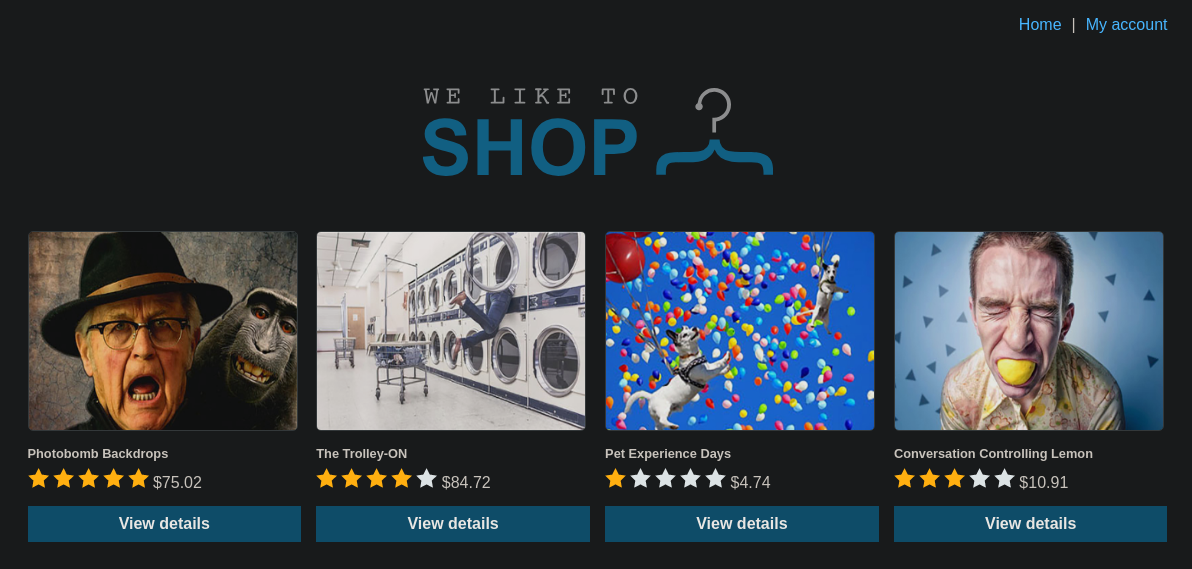 Home | My account
WE LIKE TO
SHOP
Photobomb Backdrops
$75.02
View details
The Trolley-ON
$84.72
View details
Pet Experience Days
$4.74
View details
Conversation Controlling Lemon
$10.91
View details